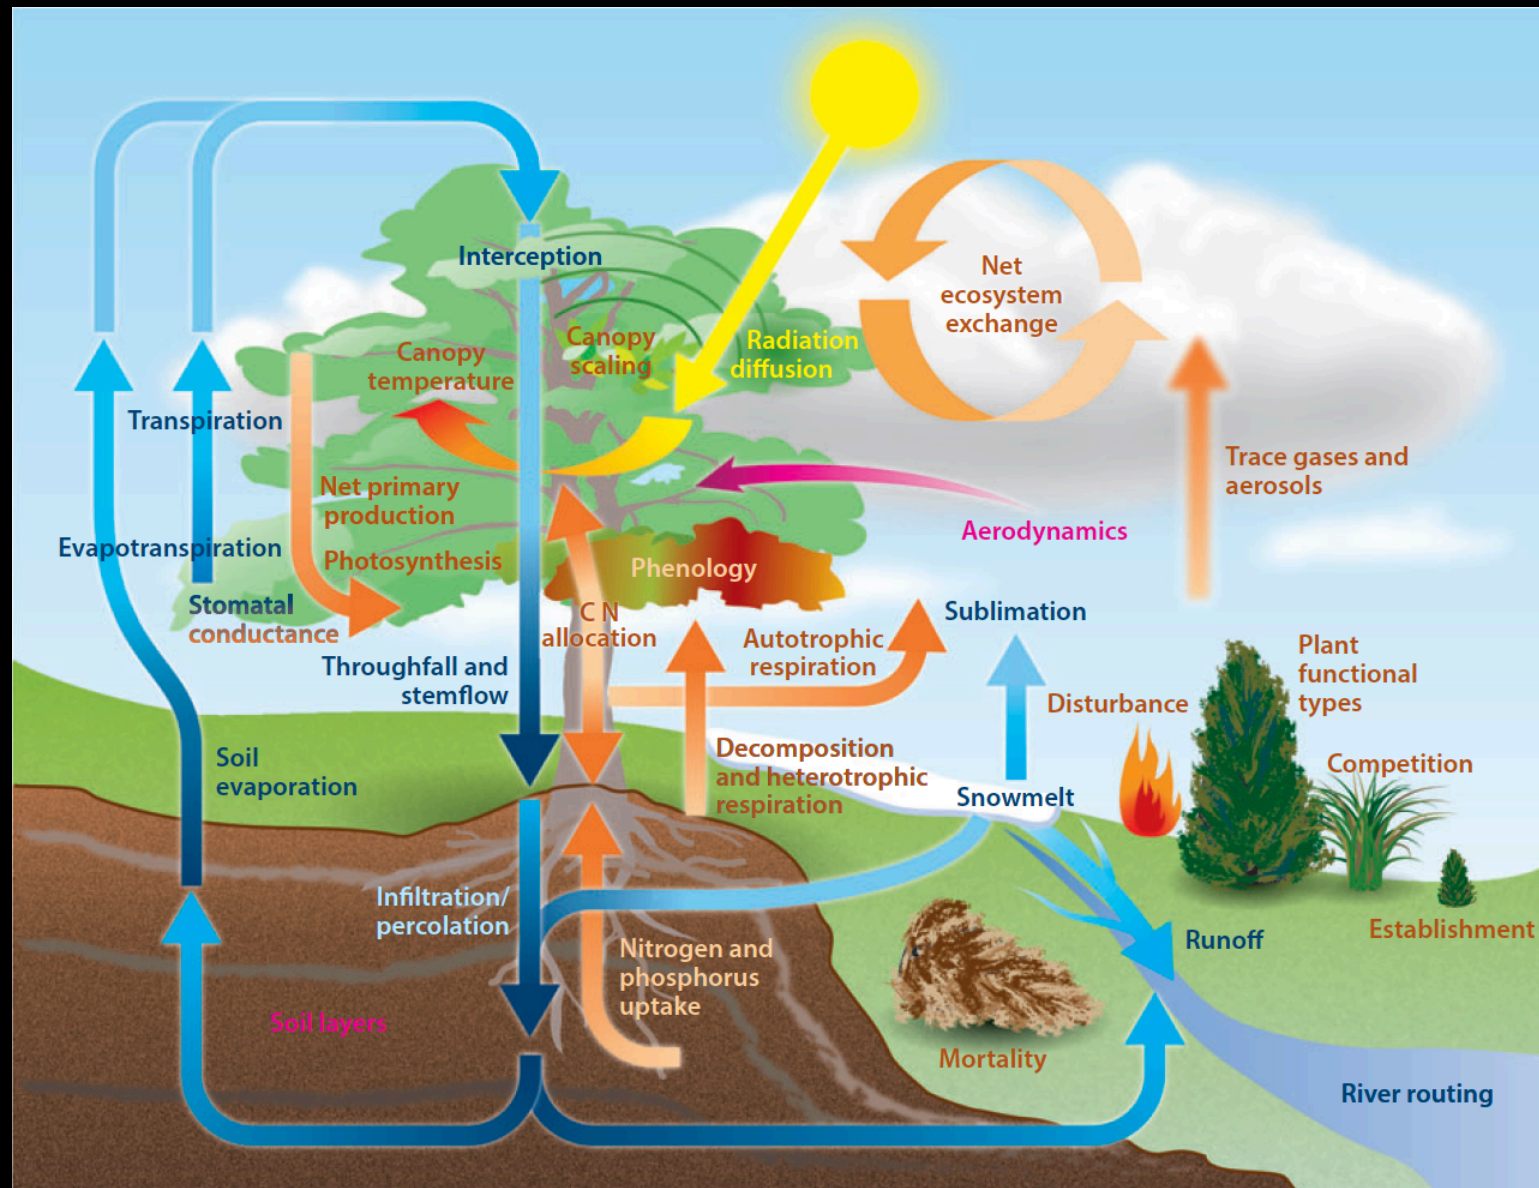 Interception
Net
ecosystem
exchange
Canopy
scaling
Radiation
diffusion
Canopy
temperature
Transpiration
Trace gases and
aerosols
Net primary
production
Aerodynamics
Evapotranspiration
Photosynthesis
Phenology
Stomatal
conductance
C N
allocation
Sublimation
Autotrophic
respiration
Throughfall and
stemflow
Plant
functional
types
Disturbance
Soil
evaporation
Decomposition
and heterotrophic
respiration
Competition
Snowmelt
Infiltration/
percolation
Nitrogen and
phosphorus
uptake
Runoff
Establishment
Soil layers
Mortality
River routing